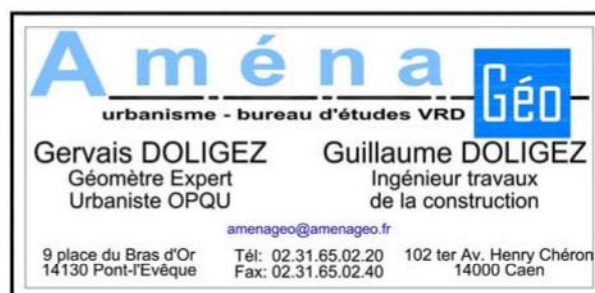 Aména Géo
urbanisme - bureau d'études VRD
Gervais DOLIGEZ
Géomètre Expert
Urbaniste OPQU
Guillaume DOLIGEZ
Ingénieur travaux
de la construction
amenageo@amenageo.fr
9 place du Bras d'Or
14130 Pont-l'Evêque
Tél: 02.31.65.02.20
Fax: 02.31.65.02.40
102 ter Av. Henry Chéron
14000 Caen